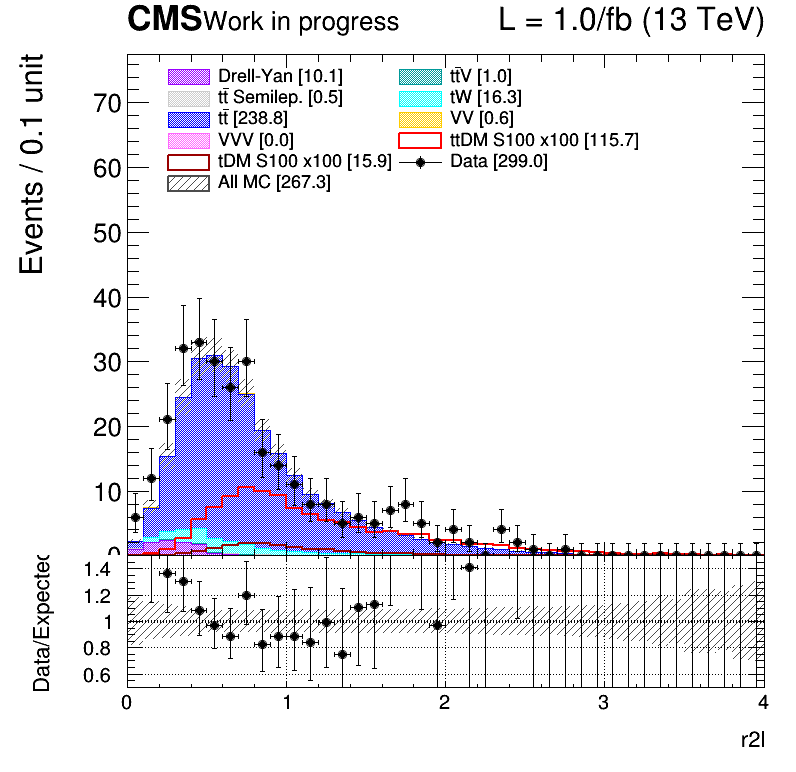 CMS Work in progress L = 1.0/fb (13 TeV)
Drell-Yan [10.1] tt̄V [1.0]
tt̄ Semilep. [0.5] tW [16.3]
tt̄ [238.8] VV [0.6]
VVV [0.0] ttDM S100 x100 [115.7]
tDM S100 x100 [15.9] Data [299.0]
All MC [267.3]
Events / 0.1 unit
70
60
50
40
30
20
10
0
Data/Expected
1.4
1.2
1
0.8
0.6
0 1 2 3 4
r2l